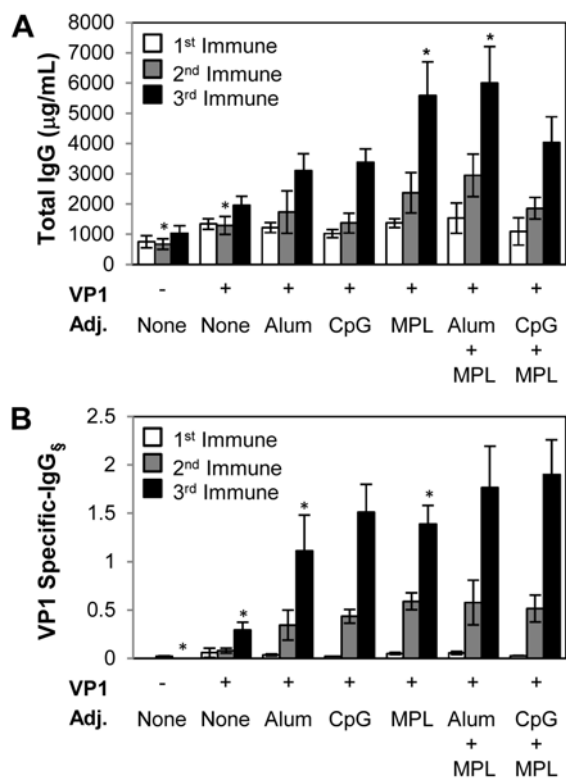 A
Total IgG (µg/mL)
8000
7000
6000
5000
4000
3000
2000
1000
0
1st Immune
2nd Immune
3rd Immune
* * * *
VP1 - + + + + + +
Adj. None None Alum CpG MPL Alum CpG
+ +
MPL MPL
B
VP1 Specific-IgG§
2.5
2
1.5
1
0.5
0
1st Immune
2nd Immune
3rd Immune
* * * *
VP1 - + + + + + +
Adj. None None Alum CpG MPL Alum CpG
+ +
MPL MPL